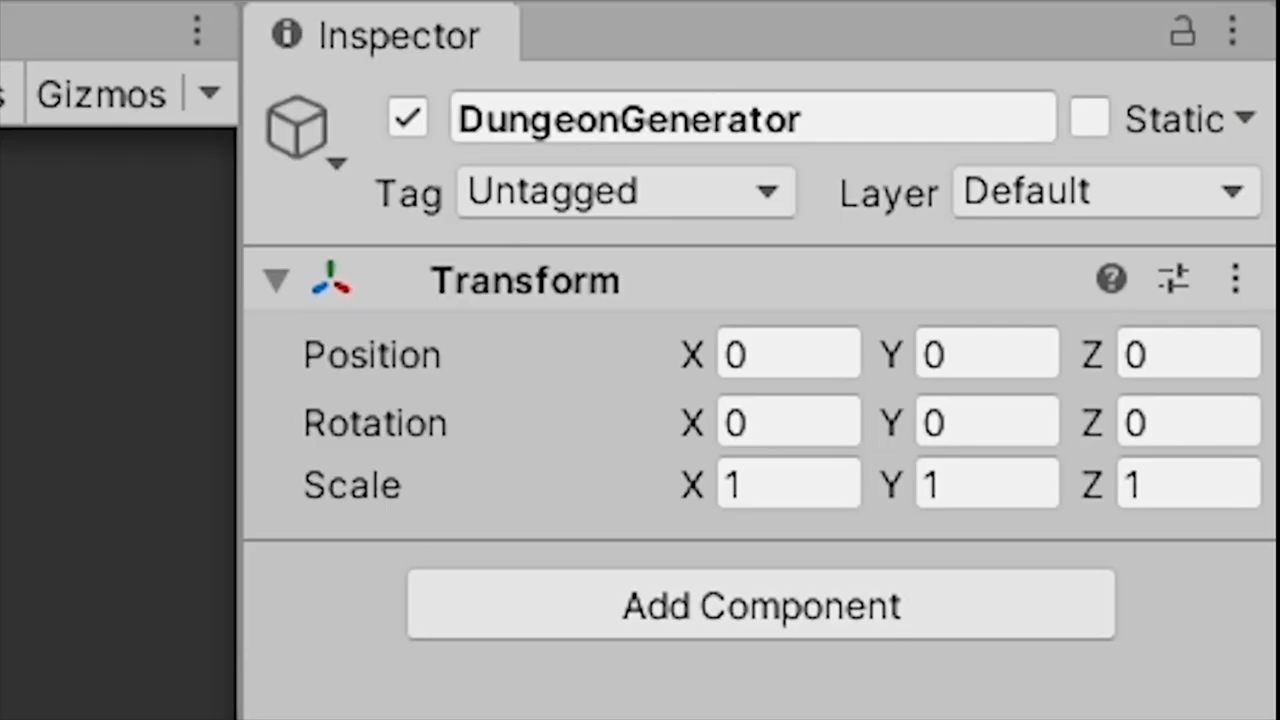 Inspector
Gizmos
DungeonGenerator
Static
Tag Untagged Layer Default
Transform
Position X 0 Y 0 Z 0
Rotation X 0 Y 0 Z 0
Scale X 1 Y 1 Z 1
Add Component